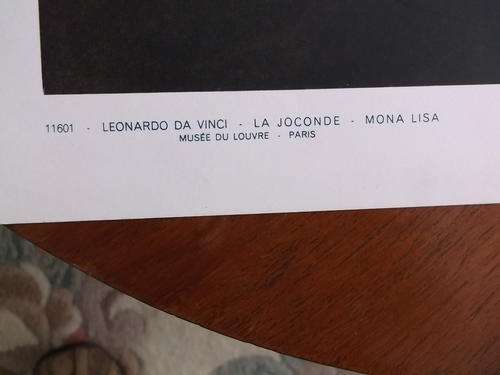 11601 - LEONARDO DA VINCI - LA JOCONDE - MONA LISA
MUSÉE DU LOUVRE - PARIS